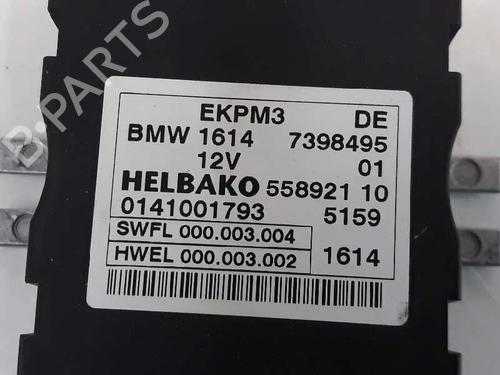 B-PARTS
EKPM3 DE
BMW 1614 7398495
12V 01
HELBAKO 558921 10
0141001793 5159
SWFL 000.003.004
HWEL 000.003.002 1614